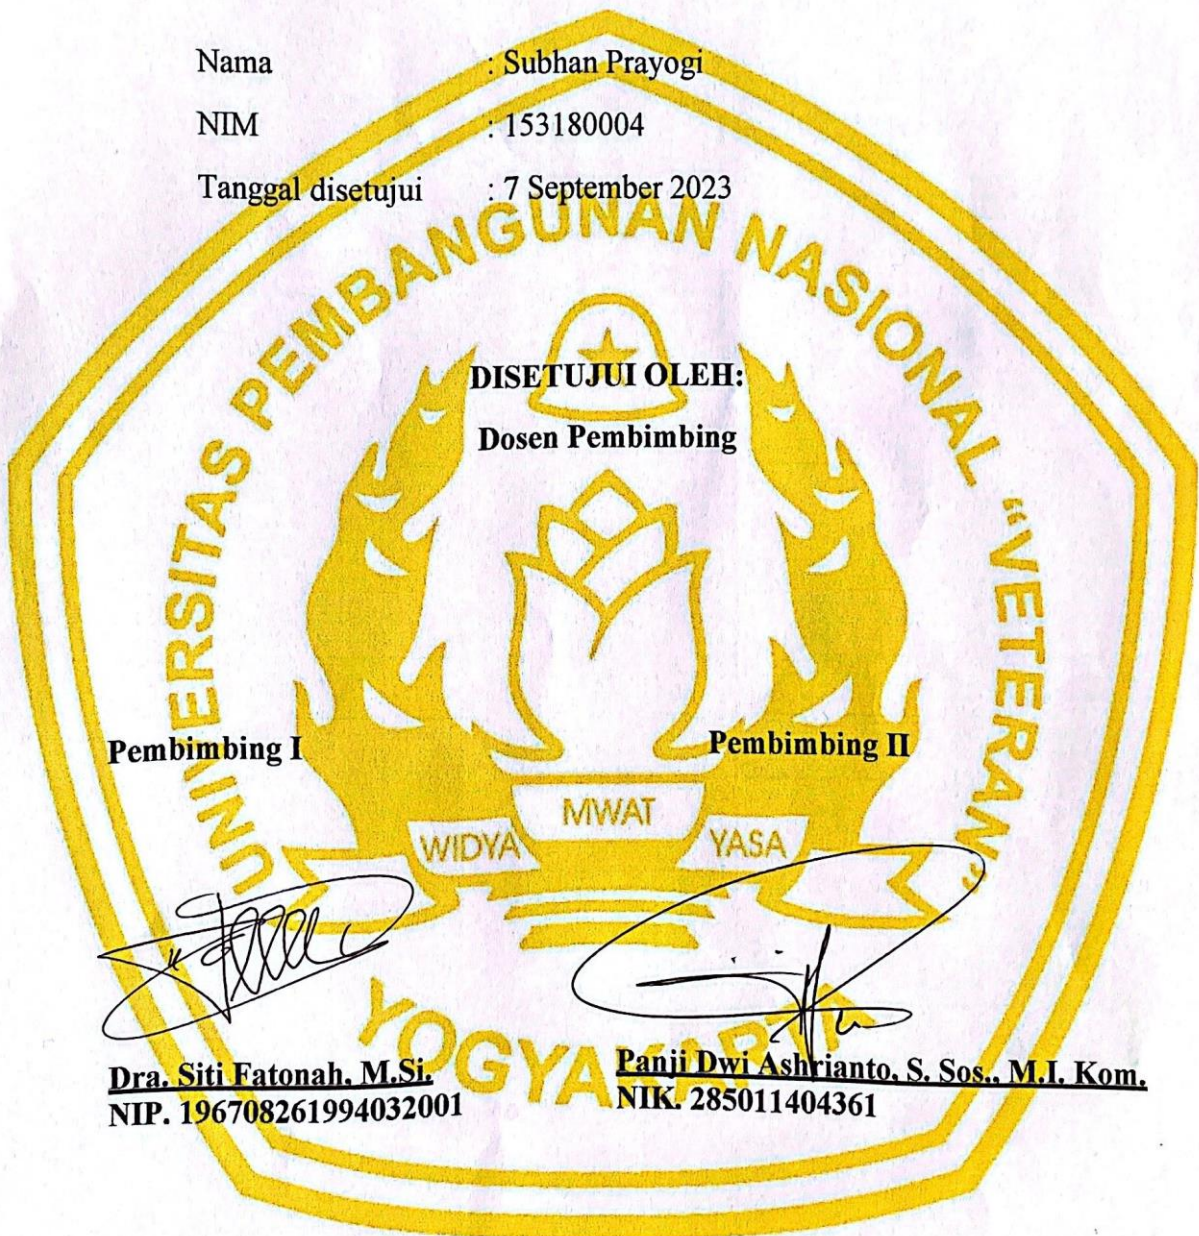 Nama : Subhan Prayogi
NIM : 153180004
Tanggal disetujui : 7 September 2023
UNIVERSITAS PEMBANGUNAN NASIONAL “VETERAN”
DISETUJUI OLEH:
Dosen Pembimbing
Pembimbing I Pembimbing II
WIDYA MWAT YASA
YOGYAKARTA
Dra. Siti Fatonah, M.Si. Panji Dwi Ashrianto, S. Sos., M.I. Kom.
NIP. 196708261994032001 NIK. 285011404361